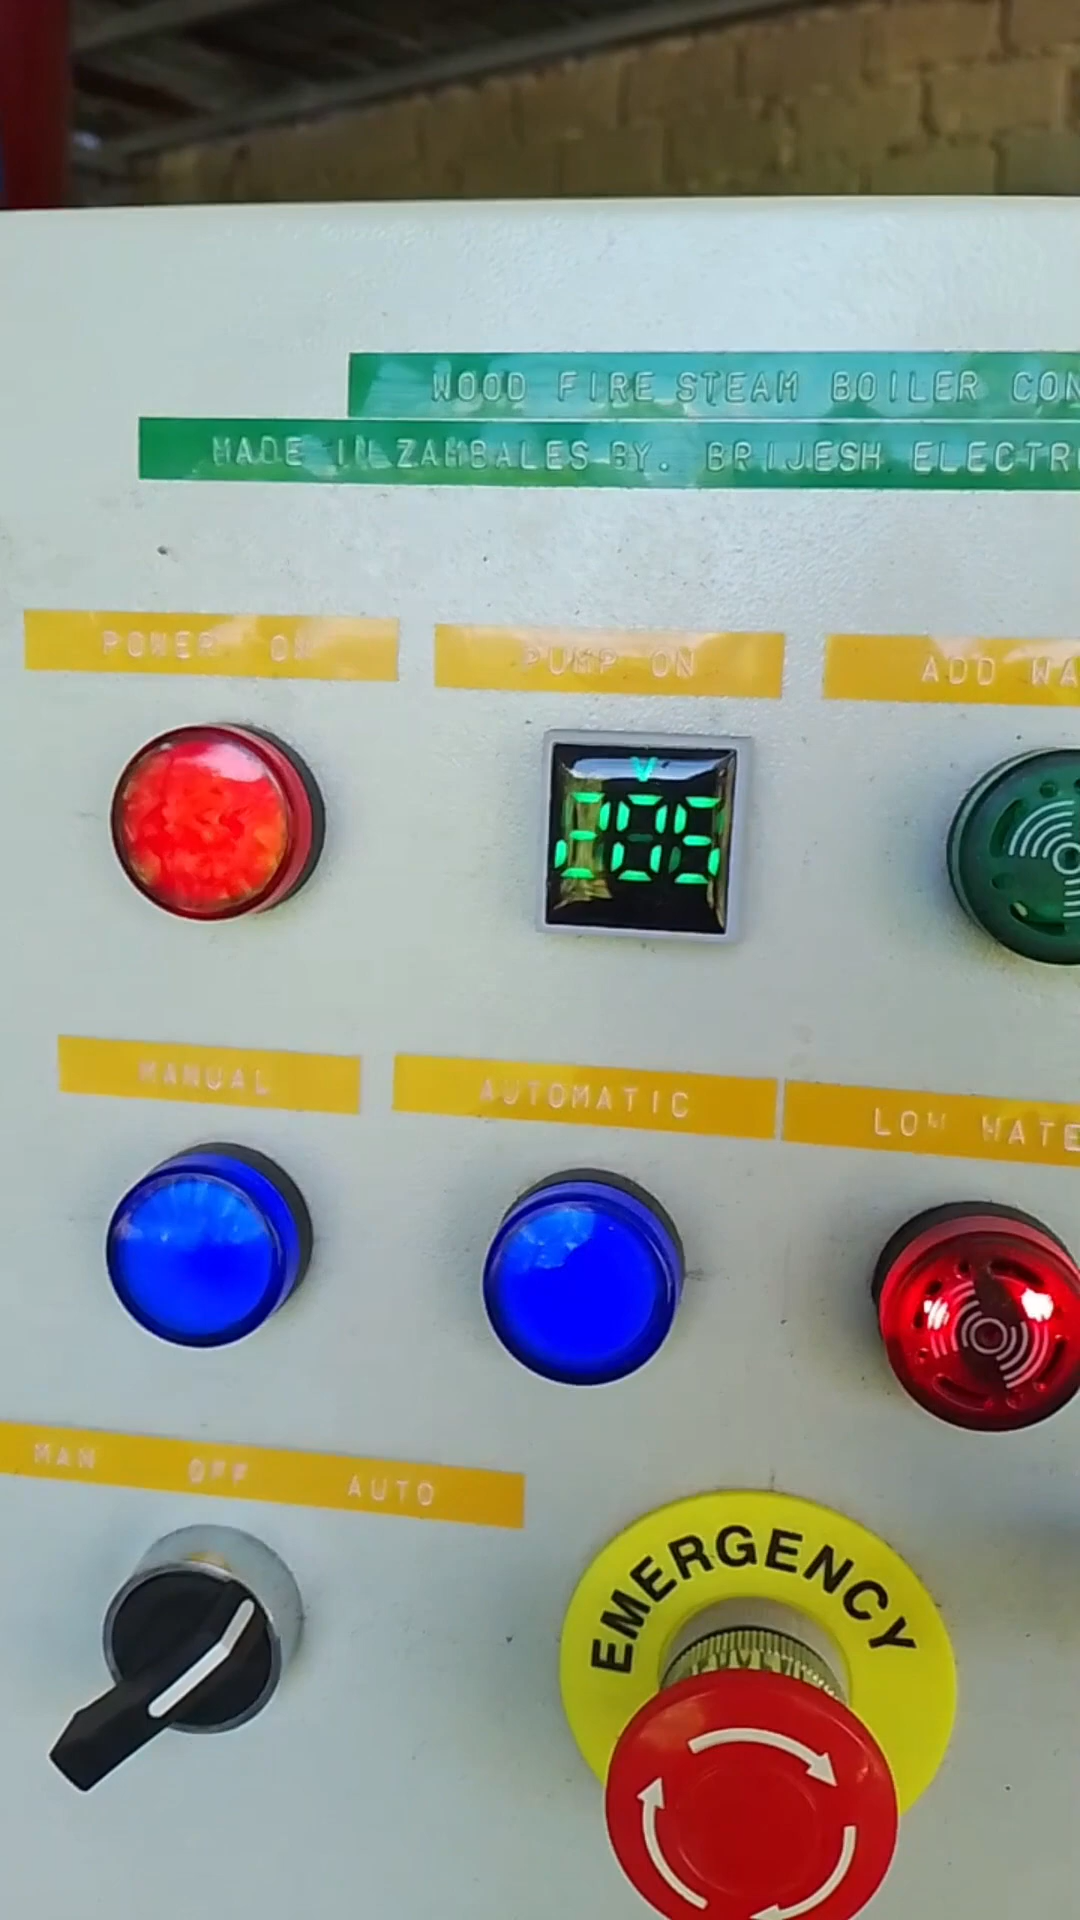 WOOD FIRE STEAM BOILER CON
MADE IN ZAMBALES BY. BRIJESH ELECTR
POWER ON
PUMP ON
ADD WA
V
205
MANUAL
AUTOMATIC
LOW WATE
MAN OFF AUTO
EMERGENCY